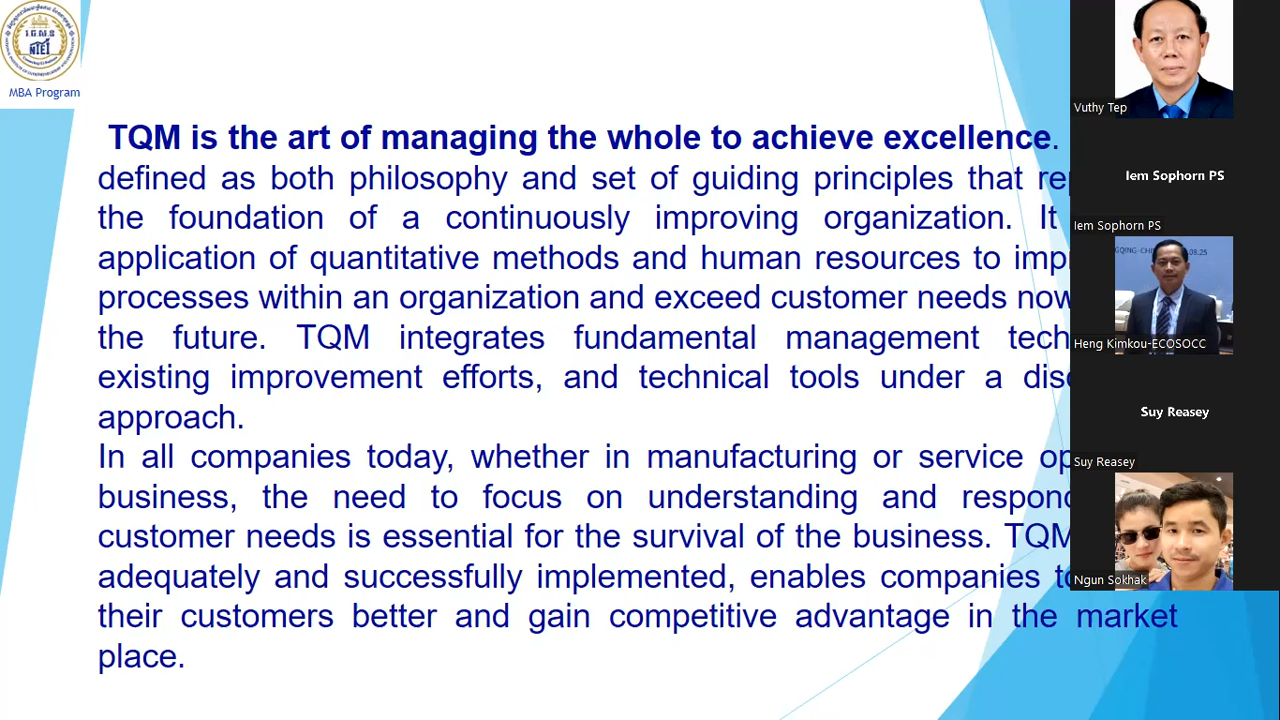 MBA Program
TQM is the art of managing the whole to achieve excellence.
defined as both philosophy and set of guiding principles that
the foundation of a continuously improving organization. It
application of quantitative methods and human resources to
processes within an organization and exceed customer needs now
the future. TQM integrates fundamental management
existing improvement efforts, and technical tools under a
approach.
In all companies today, whether in manufacturing or service
business, the need to focus on understanding and
customer needs is essential for the survival of the business. TQM
adequately and successfully implemented, enables companies
their customers better and gain competitive advantage in the market
place.
Vuthy Tep
Iem Sophorn PS
Iem Sophorn PS
Heng Kimkou-ECOSOCC
Suy Reasey
Suy Reasey
Ngun Sokhak